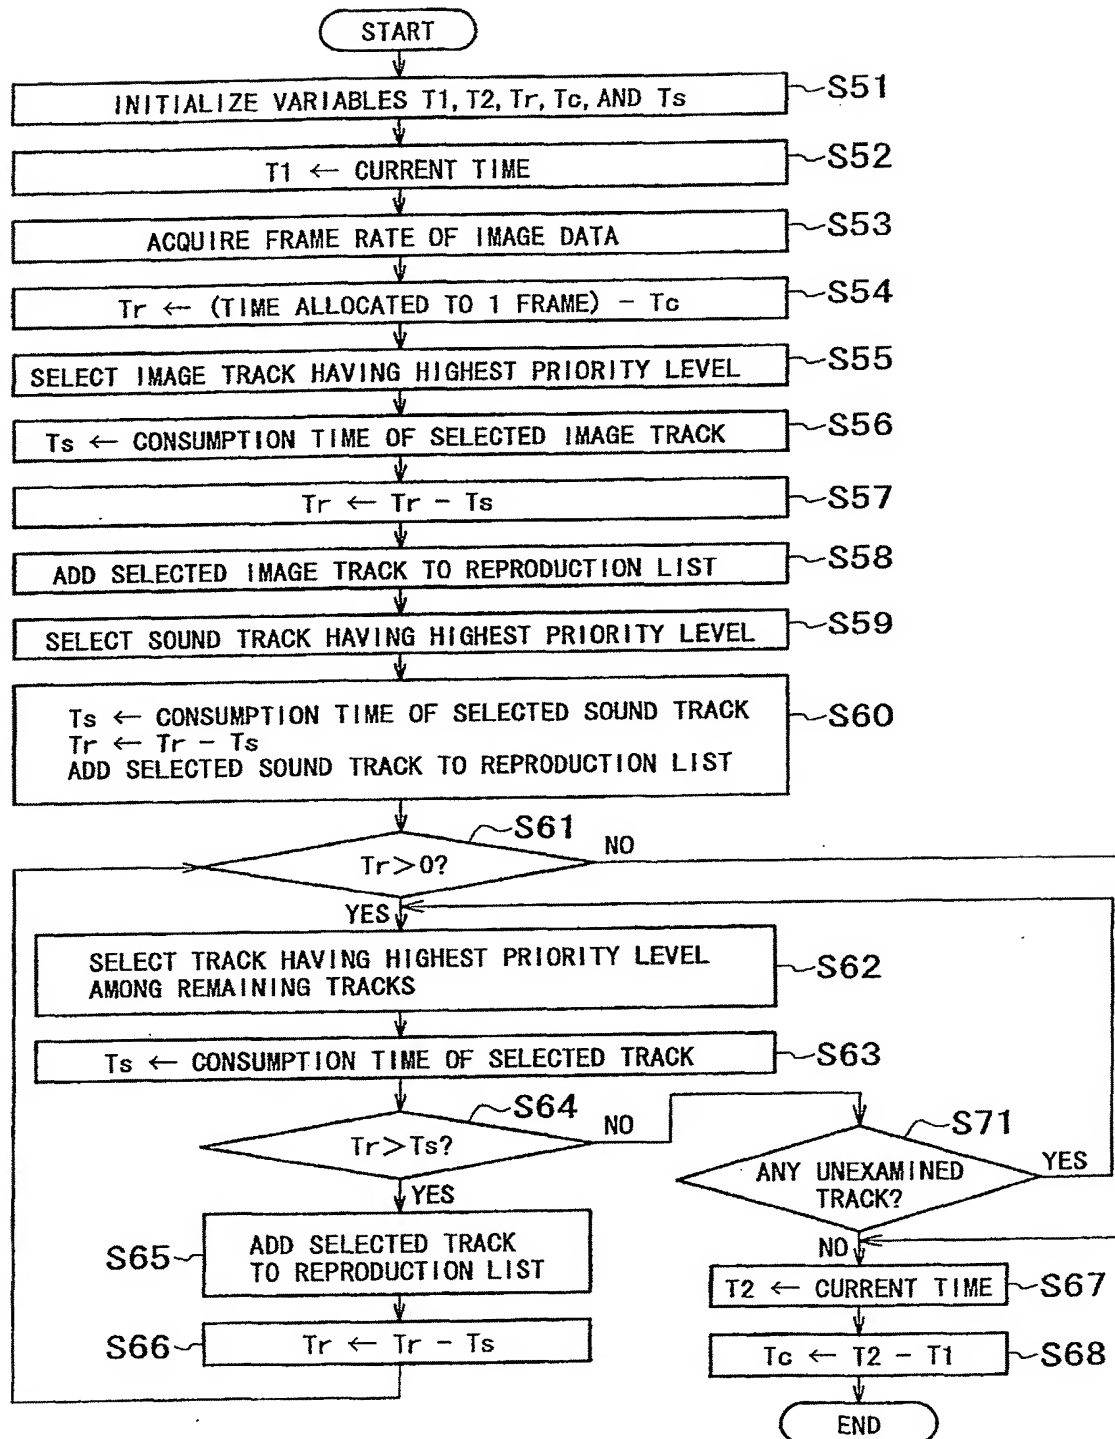 START
INITIALIZE VARIABLES T1, T2, Tr, Tc, AND Ts
S51
T1 ← CURRENT TIME
S52
ACQUIRE FRAME RATE OF IMAGE DATA
S53
Tr ← (TIME ALLOCATED TO 1 FRAME) - Tc
S54
SELECT IMAGE TRACK HAVING HIGHEST PRIORITY LEVEL
S55
Ts ← CONSUMPTION TIME OF SELECTED IMAGE TRACK
S56
Tr ← Tr - Ts
S57
ADD SELECTED IMAGE TRACK TO REPRODUCTION LIST
S58
SELECT SOUND TRACK HAVING HIGHEST PRIORITY LEVEL
S59
Ts ← CONSUMPTION TIME OF SELECTED SOUND TRACK
Tr ← Tr - Ts
ADD SELECTED SOUND TRACK TO REPRODUCTION LIST
S60
S61
Tr>0?
NO
YES
SELECT TRACK HAVING HIGHEST PRIORITY LEVEL
AMONG REMAINING TRACKS
S62
Ts ← CONSUMPTION TIME OF SELECTED TRACK
S63
S64
Tr>Ts?
NO
YES
S71
ANY UNEXAMINED
TRACK?
YES
NO
S65
ADD SELECTED TRACK
TO REPRODUCTION LIST
T2 ← CURRENT TIME
S67
S66
Tr ← Tr - Ts
Tc ← T2 - T1
S68
END